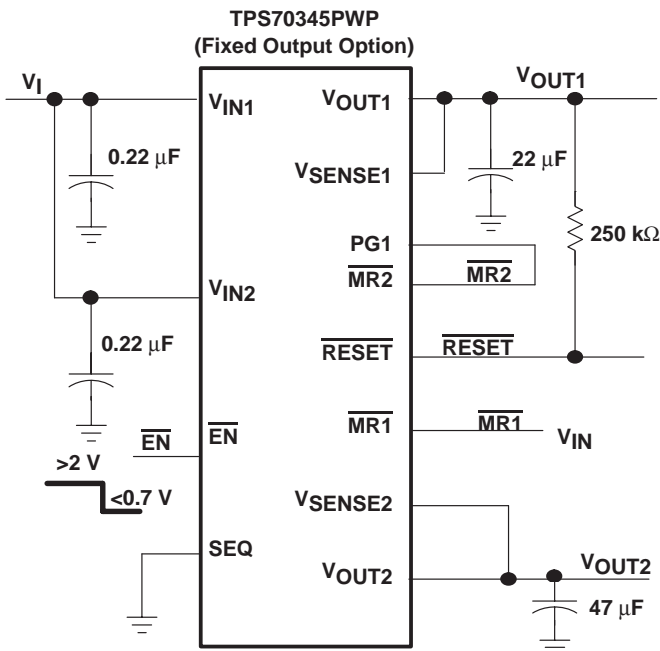 TPS70345PWP
(Fixed Output Option)
VI
VIN1
VOUT1
VOUT1
0.22 μF
22 μF
VSENSE1
250 kΩ
PG1
MR2
MR2
VIN2
0.22 μF
RESET
RESET
EN
EN
MR1
MR1
VIN
>2 V
<0.7 V
VSENSE2
SEQ
VOUT2
VOUT2
47 μF